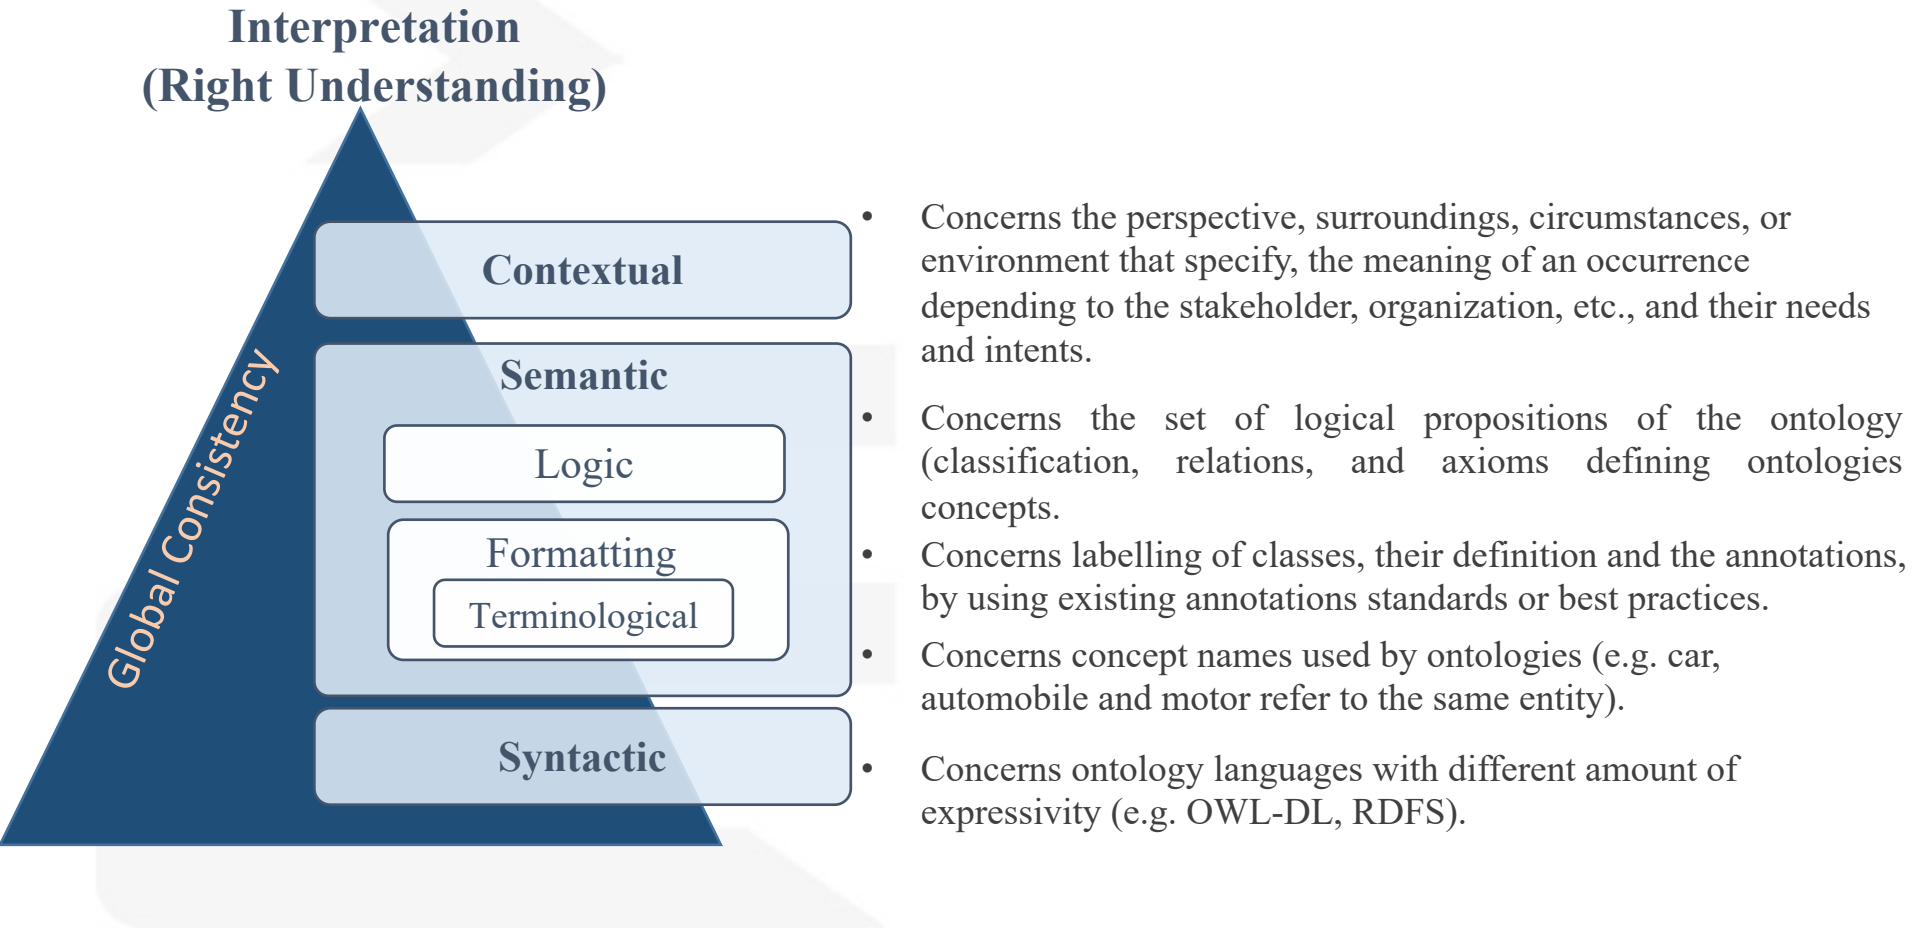 Interpretation
(Right Understanding)
Global Consistency
Contextual
• Concerns the perspective, surroundings, circumstances, or
environment that specify, the meaning of an occurrence
depending to the stakeholder, organization, etc., and their needs
and intents.
Semantic
Logic
• Concerns the set of logical propositions of the ontology
(classification, relations, and axioms defining ontologies
concepts.
Formatting
• Concerns labelling of classes, their definition and the annotations,
by using existing annotations standards or best practices.
Terminological
• Concerns concept names used by ontologies (e.g. car,
automobile and motor refer to the same entity).
Syntactic
• Concerns ontology languages with different amount of
expressivity (e.g. OWL-DL, RDFS).